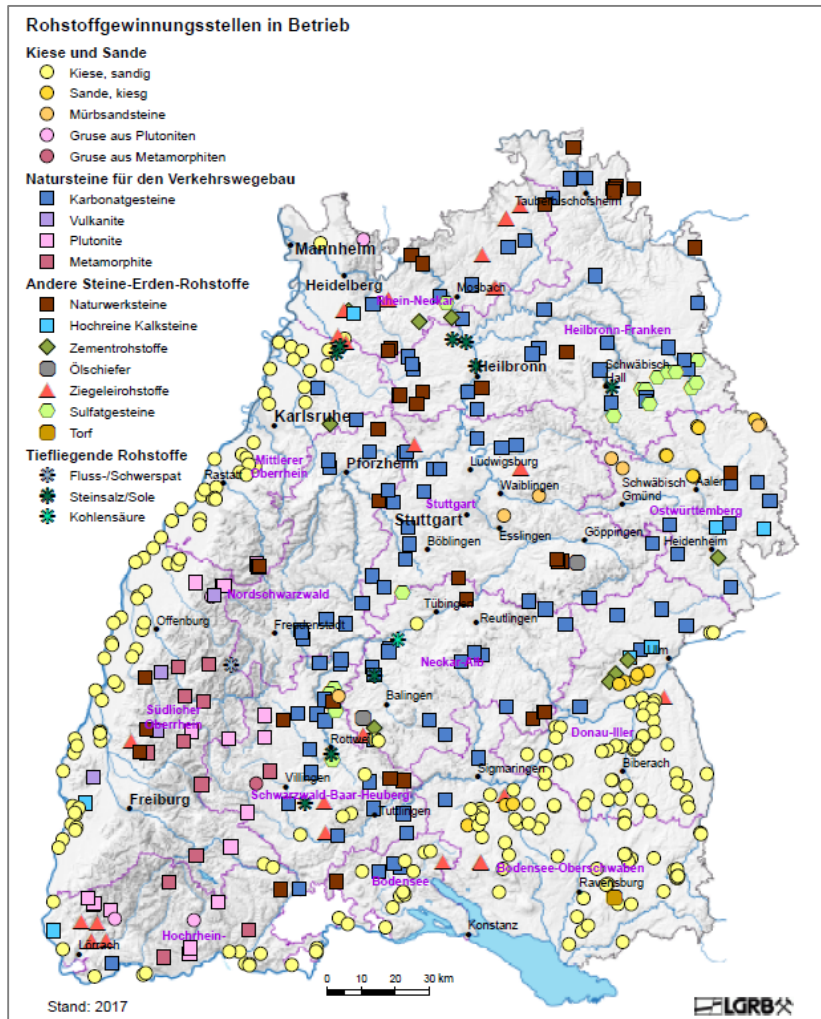 Rohstoffgewinnungsstellen in Betrieb
Kiese und Sande
Kiese, sandig
Sande, kiesg
Mürbsandsteine
Gruse aus Plutoniten
Gruse aus Metamorphiten
Natursteine für den Verkehrswegebau
Karbonatgesteine
Vulkanite
Plutonite
Metamorphite
Andere Steine-Erden-Rohstoffe
Naturwerksteine
Hochreine Kalksteine
Zementrohstoffe
Ölschiefer
Ziegeleirohstoffe
Sulfatgesteine
Torf
Tiefliegende Rohstoffe
Fluss-/Schwerspat
Steinsalz/Sole
Kohlensäure
Tauberbischofsheim
Mannheim
Heidelberg
Mosbach
Rhein-Neckar
Heilbronn-Franken
Heilbronn
Schwäbisch
Hall
Karlsruhe
Mittlerer
Oberrhein
Rastatt
Pforzheim
Ludwigsburg
Waiblingen
Schwäbisch
Gmünd
Aalen
Stuttgart
Ostwürttemberg
Stuttgart
Esslingen
Göppingen
Heidenheim
Böblingen
Nordschwarzwald
Tübingen
Reutlingen
Offenburg
Freudenstadt
Ulm
Neckar-Alb
Balingen
Südlicher
Oberrhein
Rottweil
Donau-Iller
Biberach
Sigmaringen
Villingen
Schwarzwald-Baar-Heuberg
Freiburg
Tuttlingen
Bodensee-Oberschwaben
Bodensee
Ravensburg
Konstanz
Hochrhein-
Lörrach
0 10 20 30 km
Stand: 2017
LGRB